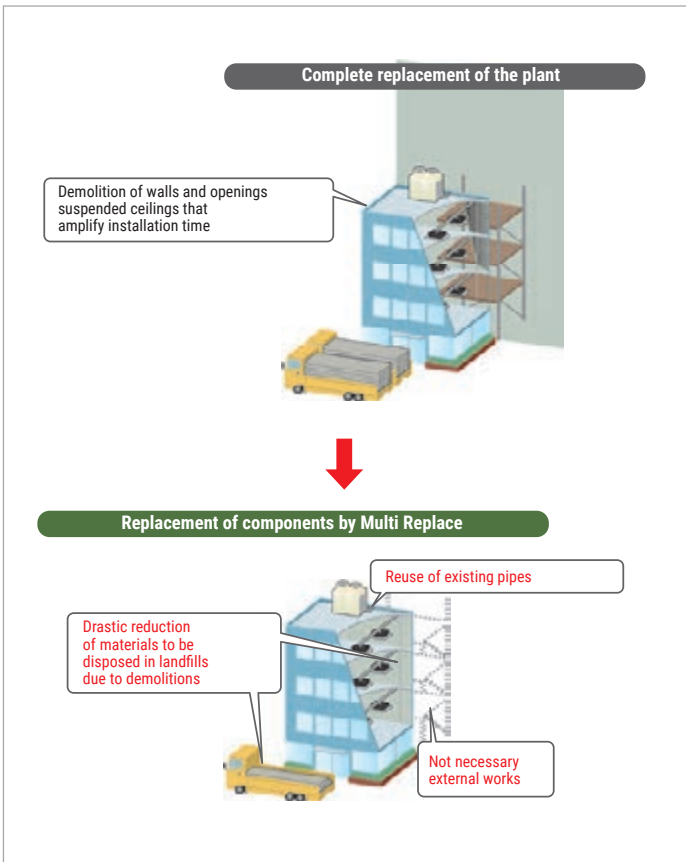 Complete replacement of the plant
Demolition of walls and openings
suspended ceilings that
amplify installation time
Replacement of components by Multi Replace
Reuse of existing pipes
Drastic reduction
of materials to be
disposed in landfills
due to demolitions
Not necessary
external works